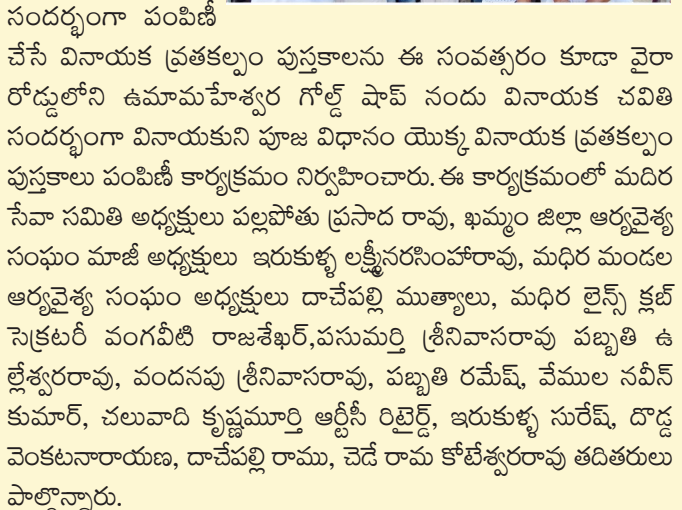 సందర్భంగా పంపిణీ
చేసే వినాయక వ్రతకల్పం పుస్తకాలను ఈ సంవత్సరం కూడా వైరా
రోడ్డులోని ఉమామహేశ్వర గోల్డ్ షాప్ నందు వినాయక చవితి
సందర్భంగా వినాయకుని పూజ విధానం యొక్క వినాయక వ్రతకల్పం
పుస్తకాలు పంపిణీ కార్యక్రమం నిర్వహించారు.ఈ కార్యక్రమంలో మదిర
సేవా సమితి అధ్యక్షులు పల్లపోతు ప్రసాద రావు, ఖమ్మం జిల్లా ఆర్యవైశ్య
సంఘం మాజీ అధ్యక్షులు ఇరుకుళ్ళ లక్ష్మీనరసింహారావు, మధిర మండల
ఆర్యవైశ్య సంఘం అధ్యక్షులు దాచేపల్లి ముత్యాలు, మధిర లైన్స్ క్లబ్
సెక్రటరీ వంగవీటి రాజశేఖర్,పసుమర్తి శ్రీనివాసరావు పబ్బతి ఉ
ల్లేశ్వరరావు, వందనపు శ్రీనివాసరావు, పబ్బతి రమేష్, వేముల నవీన్
కుమార్, చలువాది కృష్ణమూర్తి ఆర్టీసీ రిటైర్డ్, ఇరుకుళ్ళ సురేష్, దొడ్డ
వెంకటనారాయణ, దాచేపల్లి రాము, చెడే రామ కోటేశ్వరరావు తదితరులు
పాల్గొన్నారు.